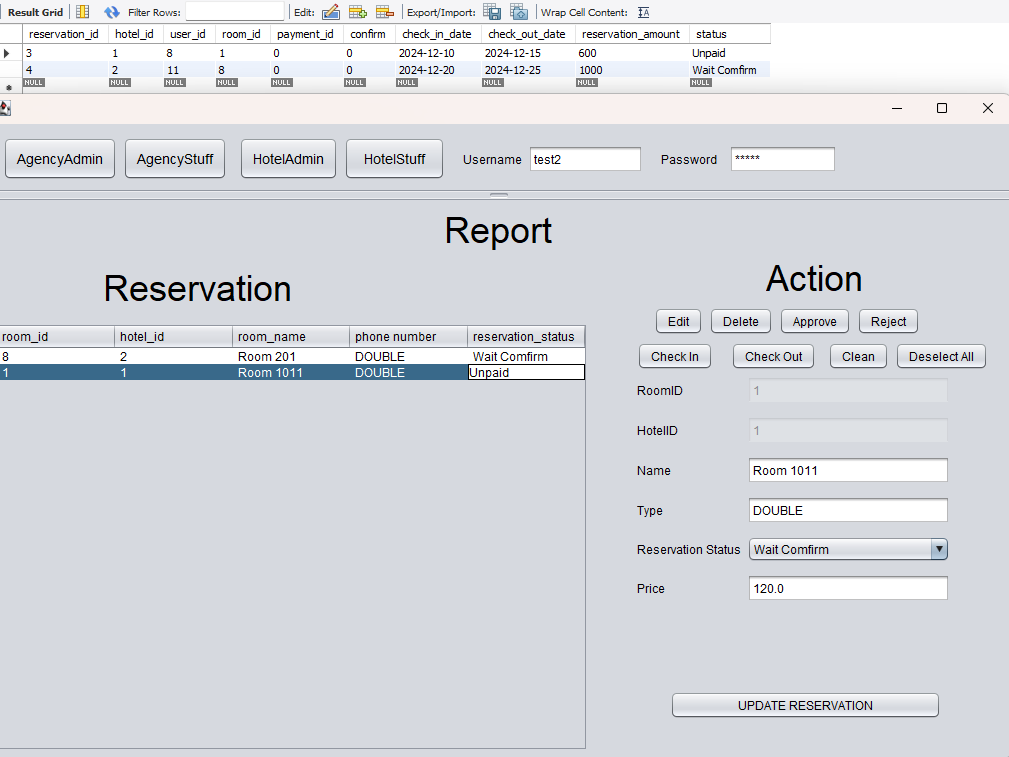 Result Grid Filter Rows: Edit: Export/Import: Wrap Cell Content:
reservation_id hotel_id user_id room_id payment_id confirm check_in_date check_out_date reservation_amount status
3 1 8 1 0 0 2024-12-10 2024-12-15 600 Unpaid
4 2 11 8 0 0 2024-12-20 2024-12-25 1000 Wait Comfirm
NULL NULL NULL NULL NULL NULL NULL NULL NULL NULL
AgencyAdmin AgencyStuff HotelAdmin HotelStuff Username test2 Password *****
Report
Reservation
room_id hotel_id room_name phone number reservation_status
8 2 Room 201 DOUBLE Wait Comfirm
1 1 Room 1011 DOUBLE Unpaid
Action
Edit Delete Approve Reject
Check In Check Out Clean Deselect All
RoomID 1
HotelID 1
Name Room 1011
Type DOUBLE
Reservation Status Wait Comfirm
Price 120.0
UPDATE RESERVATION